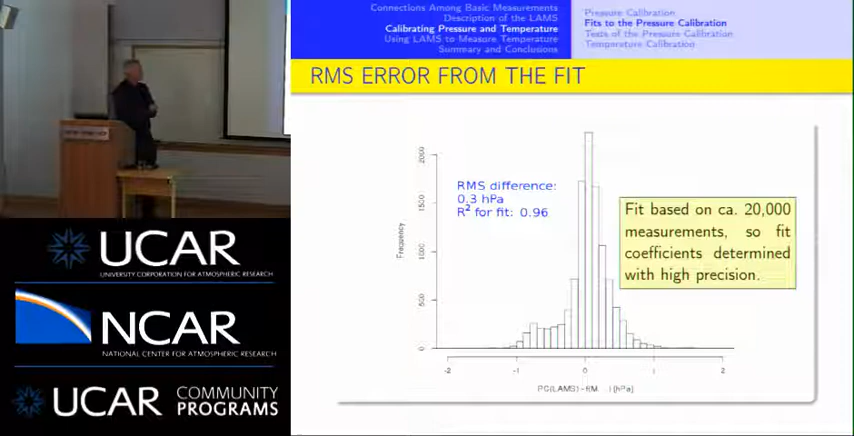 Connections Among Basic Measurements
Description of the LAMS
Calibrating Pressure and Temperature
Using LAMS to Measure Temperature
Summary and Conclusions
Pressure Calibration
Fits to the Pressure Calibration
Tests of the Pressure Calibration
Temperature Calibration
RMS ERROR FROM THE FIT
RMS difference:
0.3 hPa
R² for fit: 0.96
Fit based on ca. 20,000
measurements, so fit
coefficients determined
with high precision.
Frequency
2000
1500
1000
500
0
-2
-1
0
1
2
PC(LAMS) - [hPa]
UCAR
UNIVERSITY CORPORATION FOR ATMOSPHERIC RESEARCH
NCAR
NATIONAL CENTER FOR ATMOSPHERIC RESEARCH
UCAR COMMUNITY
PROGRAMS